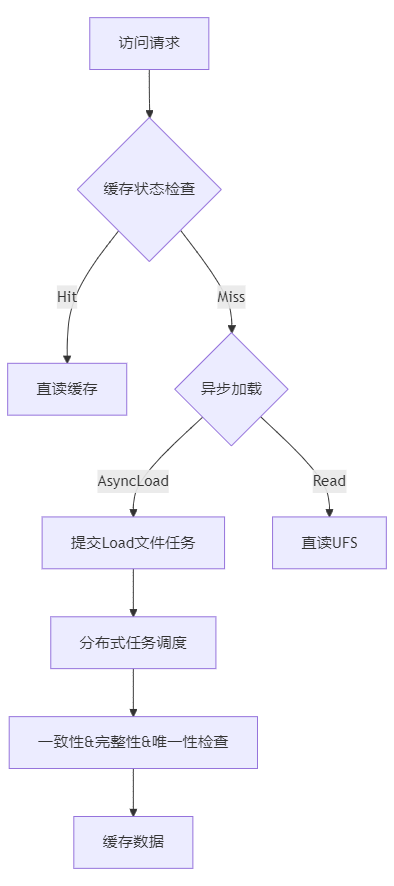 访问请求
缓存状态检查
Hit
Miss
直读缓存
异步加载
AsyncLoad
Read
提交Load文件任务
直读UFS
分布式任务调度
一致性&完整性&唯一性检查
缓存数据